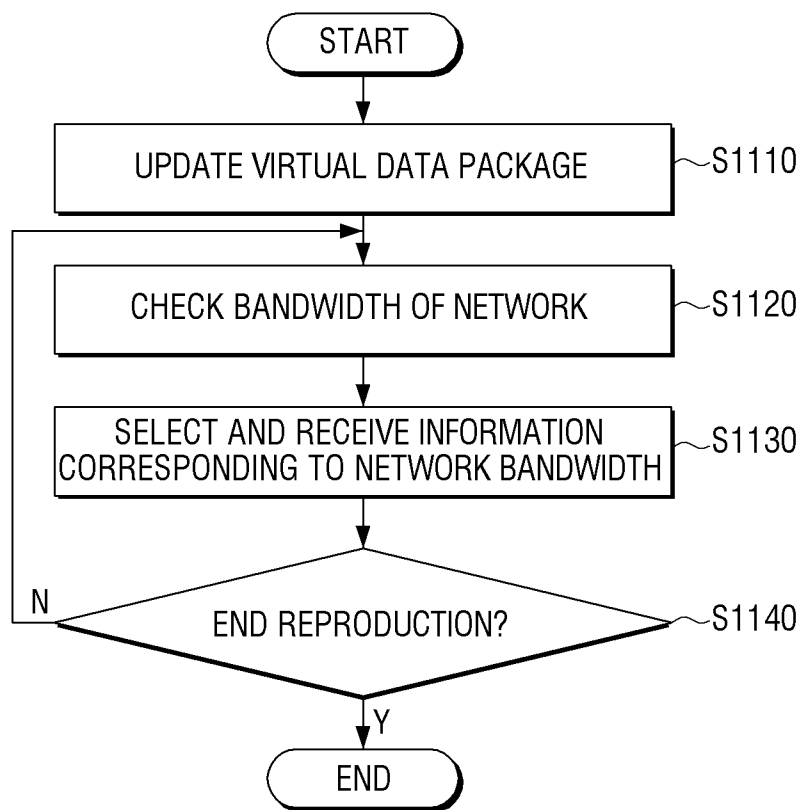 START
UPDATE VIRTUAL DATA PACKAGE
S1110
CHECK BANDWIDTH OF NETWORK
S1120
SELECT AND RECEIVE INFORMATION
CORRESPONDING TO NETWORK BANDWIDTH
S1130
N
END REPRODUCTION?
S1140
Y
END